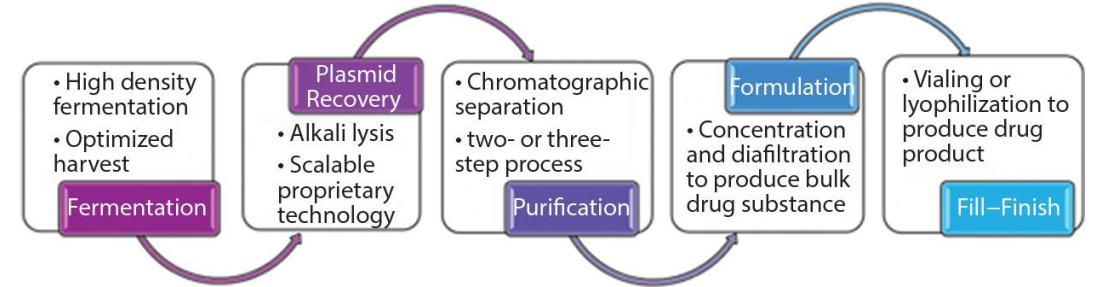 • High density
fermentation
• Optimized
harvest
Fermentation
Plasmid
Recovery
• Alkali lysis
• Scalable
proprietary
technology
• Chromatographic
separation
• two- or three-
step process
Purification
Formulation
• Concentration
and diafiltration
to produce bulk
drug substance
• Vialing or
lyophilization to
produce drug
product
Fill–Finish